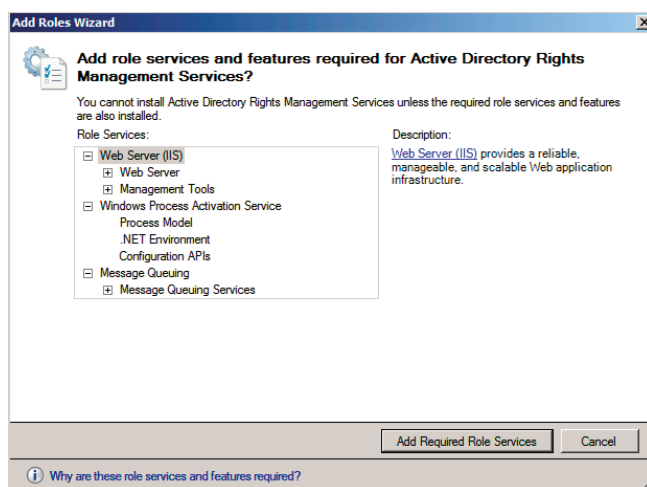 Add Roles Wizard
Add role services and features required for Active Directory Rights
Management Services?
You cannot install Active Directory Rights Management Services unless the required role services and features
are also installed.
Role Services:
Web Server (IIS)
Web Server
Management Tools
Windows Process Activation Service
Process Model
.NET Environment
Configuration APIs
Message Queuing
Message Queuing Services
Description:
Web Server (IIS) provides a reliable,
manageable, and scalable Web application
infrastructure.
Add Required Role Services
Cancel
Why are these role services and features required?